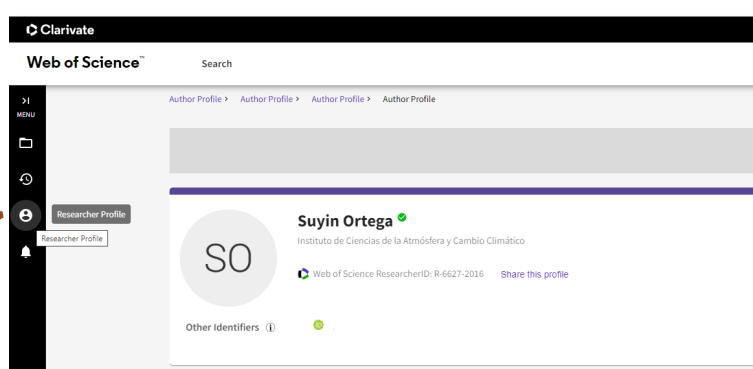 Clarivate
Web of Science™
Search
MENU
Author Profile > Author Profile > Author Profile > Author Profile
Researcher Profile
Researcher Profile
SO
Suyin Ortega
Instituto de Ciencias de la Atmósfera y Cambio Climático
Web of Science ResearcherID: R-6627-2016 Share this profile
Other Identifiers
iD